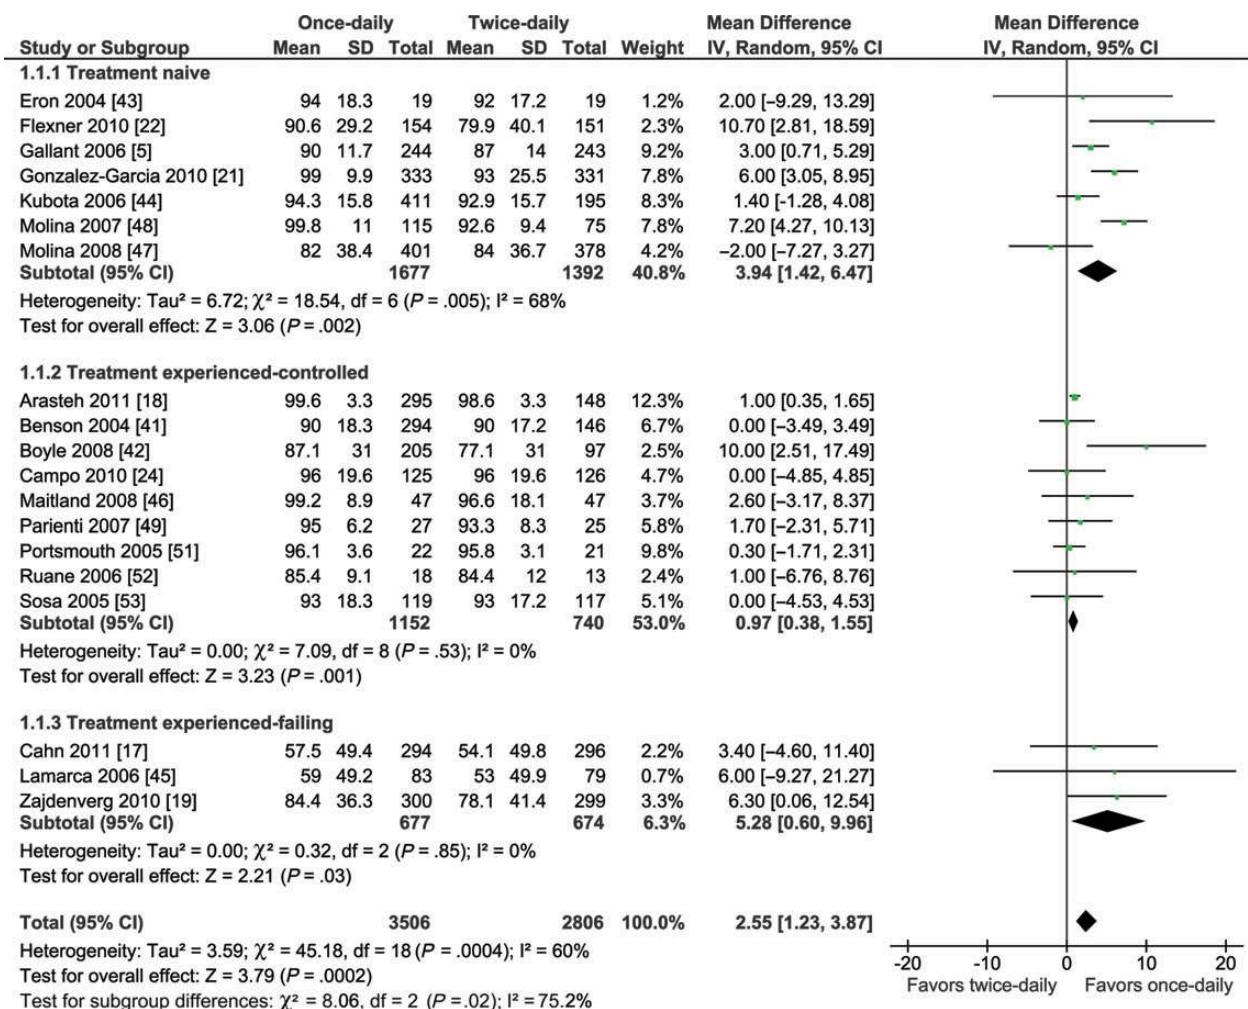 Once-daily Twice-daily Mean Difference Mean Difference
Study or Subgroup Mean SD Total Mean SD Total Weight IV, Random, 95% CI IV, Random, 95% CI
1.1.1 Treatment naive
Eron 2004 [43] 94 18.3 19 92 17.2 19 1.2% 2.00 [–9.29, 13.29]
Flexner 2010 [22] 90.6 29.2 154 79.9 40.1 151 2.3% 10.70 [2.81, 18.59]
Gallant 2006 [5] 90 11.7 244 87 14 243 9.2% 3.00 [0.71, 5.29]
Gonzalez-Garcia 2010 [21] 99 9.9 333 93 25.5 331 7.8% 6.00 [3.05, 8.95]
Kubota 2006 [44] 94.3 15.8 411 92.9 15.7 195 8.3% 1.40 [-1.28, 4.08]
Molina 2007 [48] 99.8 11 115 92.6 9.4 75 7.8% 7.20 [4.27, 10.13]
Molina 2008 [47] 82 38.4 401 84 36.7 378 4.2% –2.00 [–7.27, 3.27]
Subtotal (95% CI) 1677 1392 40.8% 3.94 [1.42, 6.47]
Heterogeneity: Tau² = 6.72; χ² = 18.54, df = 6 (P = .005); I² = 68%
Test for overall effect: Z = 3.06 (P = .002)
1.1.2 Treatment experienced-controlled
Arasteh 2011 [18] 99.6 3.3 295 98.6 3.3 148 12.3% 1.00 [0.35, 1.65]
Benson 2004 [41] 90 18.3 294 90 17.2 146 6.7% 0.00 [–3.49, 3.49]
Boyle 2008 [42] 87.1 31 205 77.1 31 97 2.5% 10.00 [2.51, 17.49]
Campo 2010 [24] 96 19.6 125 96 19.6 126 4.7% 0.00 [–4.85, 4.85]
Maitland 2008 [46] 99.2 8.9 47 96.6 18.1 47 3.7% 2.60 [–3.17, 8.37]
Parienti 2007 [49] 95 6.2 27 93.3 8.3 25 5.8% 1.70 [–2.31, 5.71]
Portsmouth 2005 [51] 96.1 3.6 22 95.8 3.1 21 9.8% 0.30 [–1.71, 2.31]
Ruane 2006 [52] 85.4 9.1 18 84.4 12 13 2.4% 1.00 [–6.76, 8.76]
Sosa 2005 [53] 93 18.3 119 93 17.2 117 5.1% 0.00 [–4.53, 4.53]
Subtotal (95% CI) 1152 740 53.0% 0.97 [0.38, 1.55]
Heterogeneity: Tau² = 0.00; χ² = 7.09, df = 8 (P = .53); I² = 0%
Test for overall effect: Z = 3.23 (P = .001)
1.1.3 Treatment experienced-failing
Cahn 2011 [17] 57.5 49.4 294 54.1 49.8 296 2.2% 3.40 [–4.60, 11.40]
Lamarca 2006 [45] 59 49.2 83 53 49.9 79 0.7% 6.00 [–9.27, 21.27]
Zajdenverg 2010 [19] 84.4 36.3 300 78.1 41.4 299 3.3% 6.30 [0.06, 12.54]
Subtotal (95% CI) 677 674 6.3% 5.28 [0.60, 9.96]
Heterogeneity: Tau² = 0.00; χ² = 0.32, df = 2 (P = .85); I² = 0%
Test for overall effect: Z = 2.21 (P = .03)
Total (95% CI) 3506 2806 100.0% 2.55 [1.23, 3.87]
Heterogeneity: Tau² = 3.59; χ² = 45.18, df = 18 (P = .0004); I² = 60%
Test for overall effect: Z = 3.79 (P = .0002)
Test for subgroup differences: χ² = 8.06, df = 2 (P = .02); I² = 75.2%
-20 -10 0 10 20
Favors twice-daily Favors once-daily